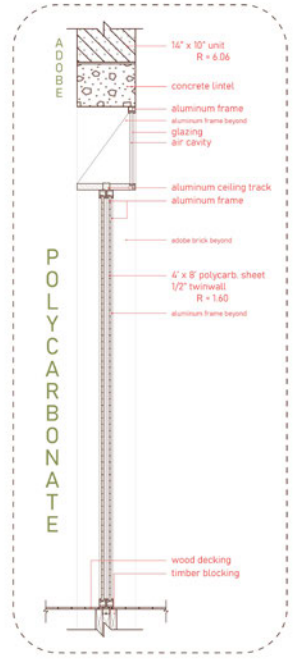 ADOBE
14" x 10" unit
R = 6.06
concrete lintel
aluminum frame
aluminum frame beyond
glazing
air cavity
aluminum ceiling track
aluminum frame
adobe brick beyond
POLYCARBONATE
4' x 8' polycarb. sheet
1/2" twinwall
R = 1.60
aluminum frame beyond
wood decking
timber blocking